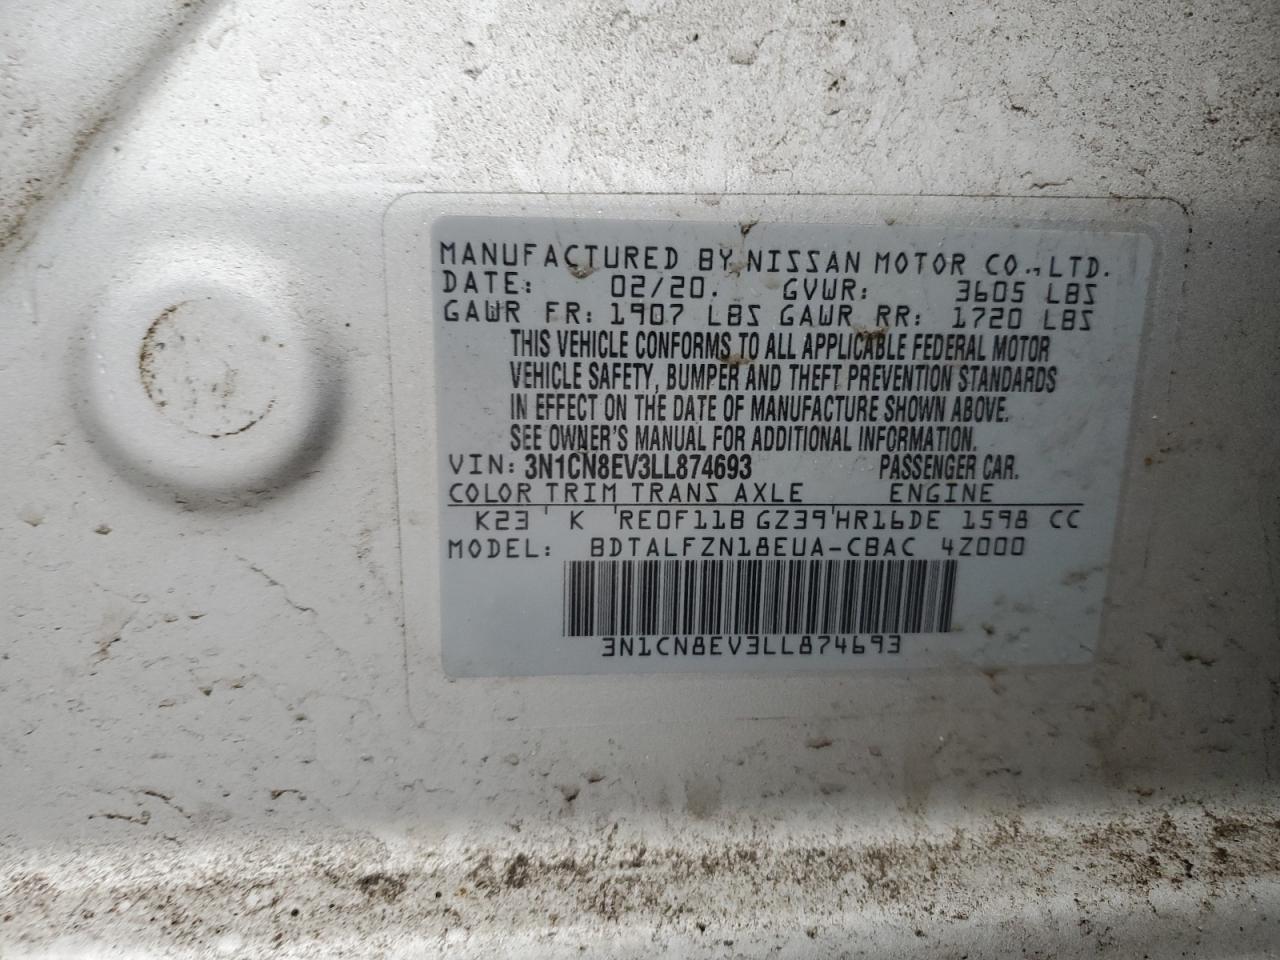 MANUFACTURED BY NISSAN MOTOR CO., LTD.
DATE: 02/20. GVWR: 3605 LBS
GAWR FR: 1907 LBS GAWR RR: 1720 LBS
THIS VEHICLE CONFORMS TO ALL APPLICABLE FEDERAL MOTOR
VEHICLE SAFETY, BUMPER AND THEFT PREVENTION STANDARDS
IN EFFECT ON THE DATE OF MANUFACTURE SHOWN ABOVE.
SEE OWNER'S MANUAL FOR ADDITIONAL INFORMATION.
VIN: 3N1CN8EV3LL874693 PASSENGER CAR.
COLOR TRIM TRANS AXLE ENGINE
K23 ' K 'RE0F11B GZ39'HR16DE 1598 CC
MODEL: BDTALFZN18EUA-CBAC 4Z000
3N1CN8EV3LL874693